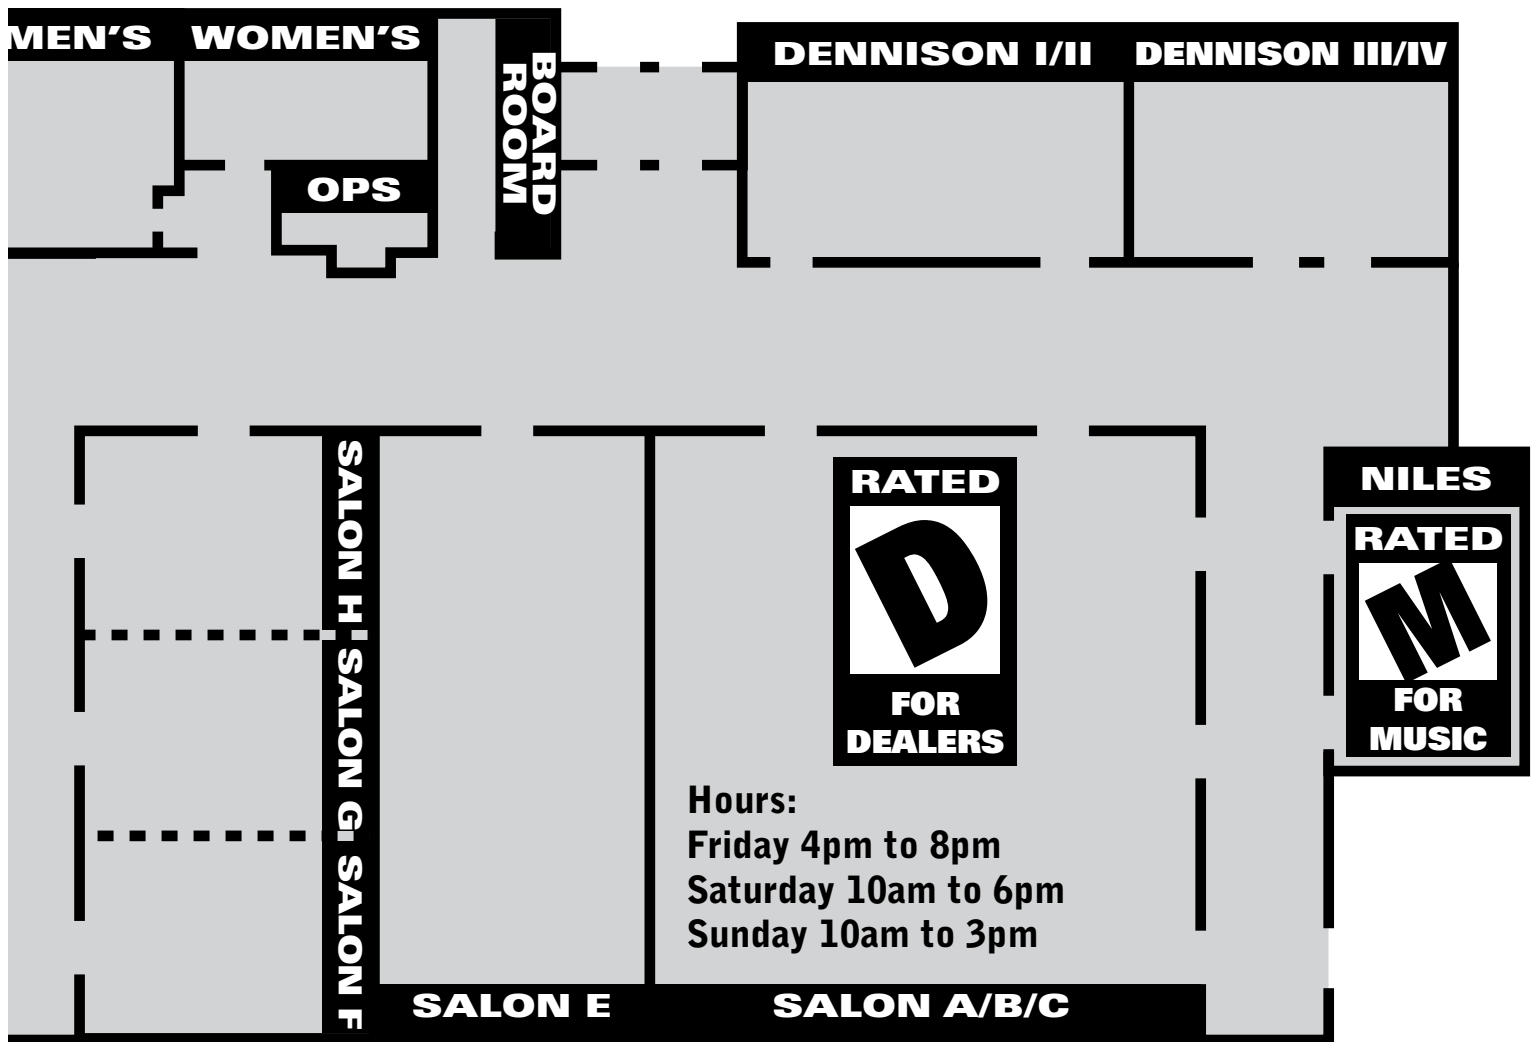 MEN'S
WOMEN'S
BOARD
ROOM
DENNISON I/II
DENNISON III/IV
OPS
SALON H
SALON G
SALON F
RATED
D
FOR
DEALERS
NILES
RATED
M
FOR
MUSIC
Hours:
Friday 4pm to 8pm
Saturday 10am to 6pm
Sunday 10am to 3pm
SALON E
SALON A/B/C